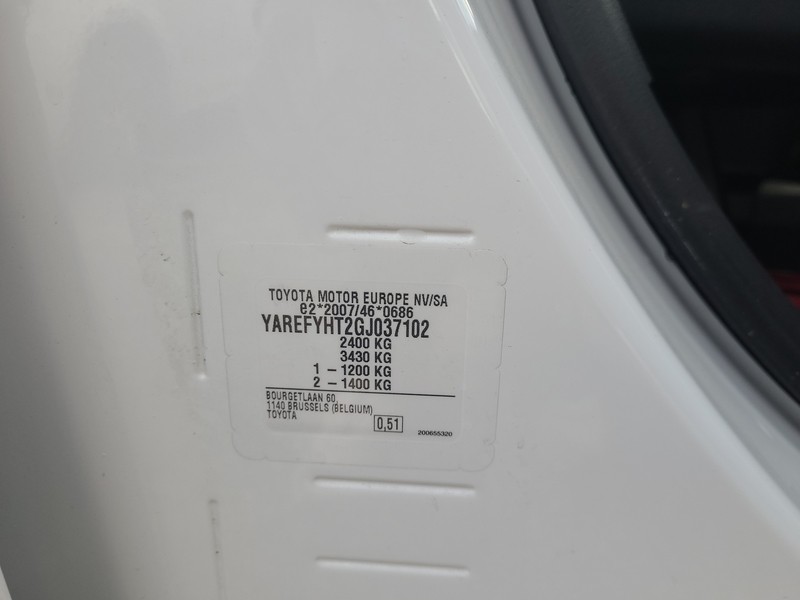 TOYOTA MOTOR EUROPE NV/SA
e2*2007/46*0686
YAREFYHT2GJ037102
2400 KG
3430 KG
1 - 1200 KG
2 - 1400 KG
BOURGETLAAN 60,
1140 BRUSSELS (BELGIUM)
TOYOTA
0,51
200655320